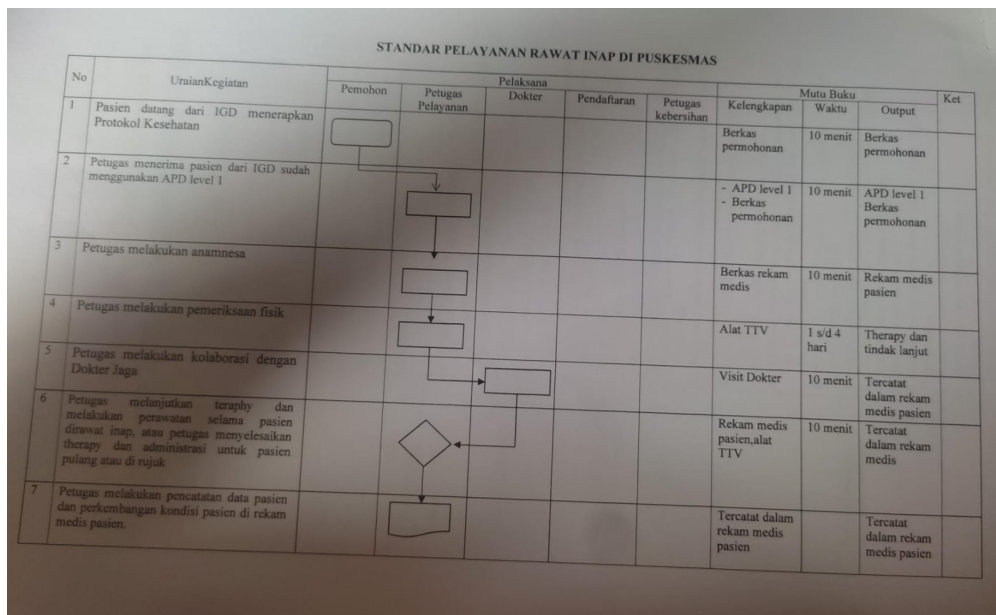 STANDAR PELAYANAN RAWAT INAP DI PUSKESMAS
No UraianKegiatan Pelaksana Mutu Buku Ket
Pemohon Petugas Pelayanan Dokter Pendaftaran Petugas kebersihan Kelengkapan Waktu Output
1 Pasien datang dari IGD menerapkan
Protokol Kesehatan
Berkas
permohonan
10 menit
Berkas
permohonan
2 Petugas menerima pasien dari IGD sudah
menggunakan APD level 1
- APD level 1
- Berkas
permohonan
10 menit
APD level 1
Berkas
permohonan
3 Petugas melakukan anamnesa
Berkas rekam
medis
10 menit
Rekam medis
pasien
4 Petugas melakukan pemeriksaan fisik
Alat TTV
1 s/d 4
hari
Therapy dan
tindak lanjut
5 Petugas melakukan kolaborasi dengan
Dokter Jaga
Visit Dokter
10 menit
Tercatat
dalam rekam
medis pasien
6 Petugas melanjutkan teraphy dan
melakukan perawatan selama pasien
dirawat inap, atau petugas menyelesaikan
therapy dan administrasi untuk pasien
pulang atau di rujuk
Rekam medis
pasien,alat
TTV
10 menit
Tercatat
dalam rekam
medis
7 Petugas melakukan pencatatan data pasien
dan perkembangan kondisi pasien di rekam
medis pasien.
Tercatat dalam
rekam medis
pasien
Tercatat
dalam rekam
medis pasien